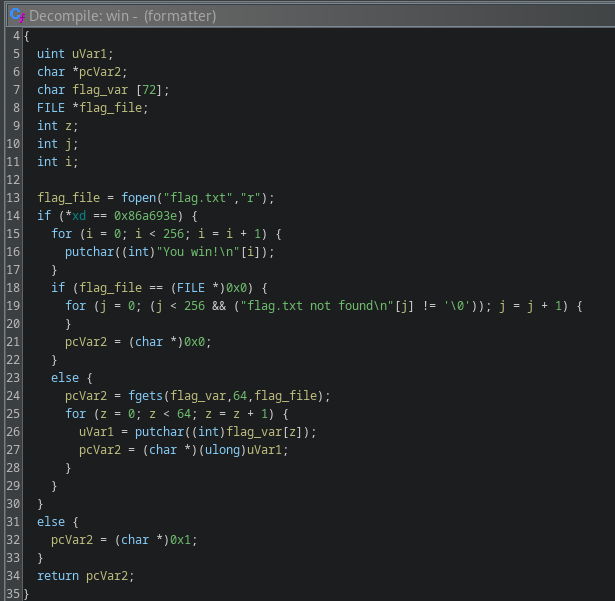 Decompile: win - (formatter)
4 {
5 uint uVar1;
6 char *pcVar2;
7 char flag_var [72];
8 FILE *flag_file;
9 int z;
10 int j;
11 int i;
12
13 flag_file = fopen("flag.txt","r");
14 if (*xd == 0x86a693e) {
15 for (i = 0; i < 256; i = i + 1) {
16 putchar((int)"You win!\n"[i]);
17 }
18 if (flag_file == (FILE *)0x0) {
19 for (j = 0; (j < 256 && ("flag.txt not found\n"[j] != '\0')); j = j + 1) {
20 }
21 pcVar2 = (char *)0x0;
22 }
23 else {
24 pcVar2 = fgets(flag_var,64,flag_file);
25 for (z = 0; z < 64; z = z + 1) {
26 uVar1 = putchar((int)flag_var[z]);
27 pcVar2 = (char *)(ulong)uVar1;
28 }
29 }
30 }
31 else {
32 pcVar2 = (char *)0x1;
33 }
34 return pcVar2;
35 }